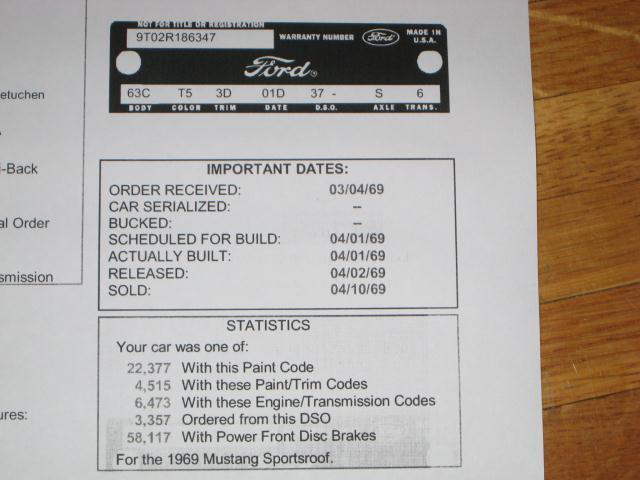 NOT FOR TITLE OR REGISTRATION
9T02R186347 WARRANTY NUMBER Ford MADE IN U.S.A.
Ford
63C T5 3D 01D 37 - S 6
BODY COLOR TRIM DATE D.S.O. AXLE TRANS.
etuchen
i-Back
al Order
smission
ures:
IMPORTANT DATES:
ORDER RECEIVED: 03/04/69
CAR SERIALIZED: --
BUCKED: --
SCHEDULED FOR BUILD: 04/01/69
ACTUALLY BUILT: 04/01/69
RELEASED: 04/02/69
SOLD: 04/10/69
STATISTICS
Your car was one of:
22,377 With this Paint Code
4,515 With these Paint/Trim Codes
6,473 With these Engine/Transmission Codes
3,357 Ordered from this DSO
58,117 With Power Front Disc Brakes
For the 1969 Mustang Sportsroof.